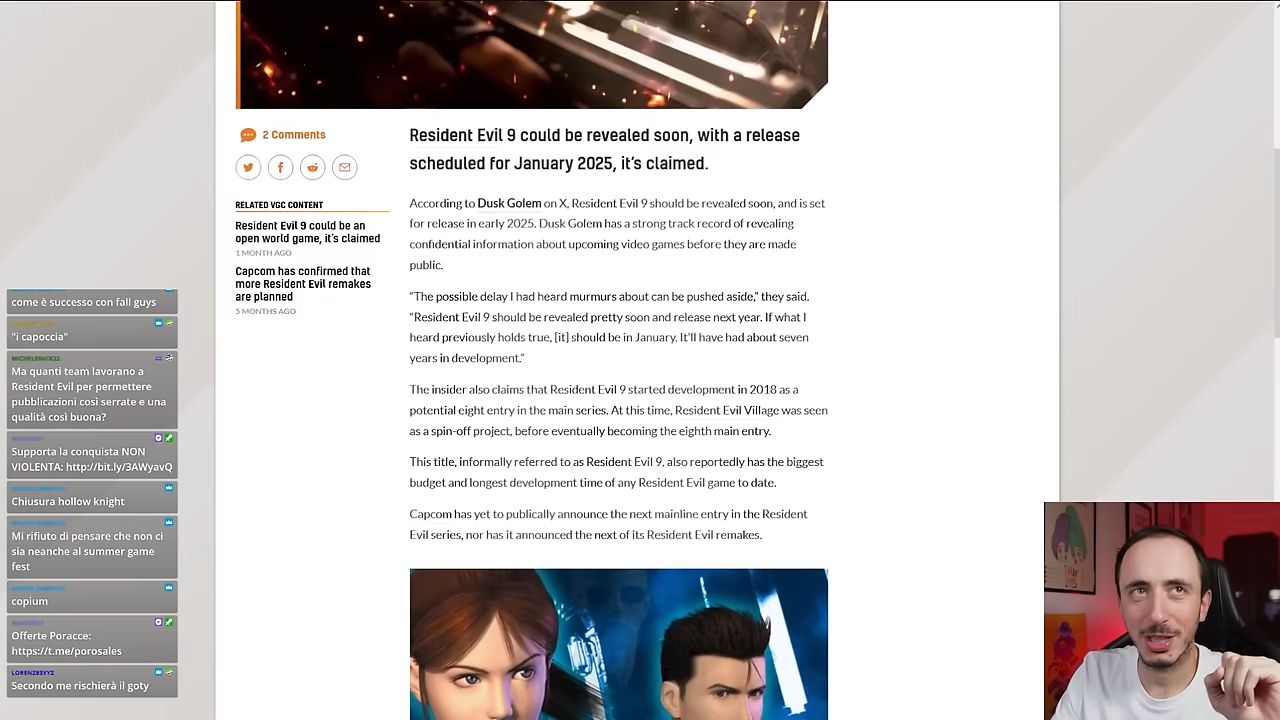 2 Comments
RELATED VGC CONTENT
Resident Evil 9 could be an
open world game, it's claimed
1 MONTH AGO
Capcom has confirmed that
more Resident Evil remakes
are planned
5 MONTHS AGO
Resident Evil 9 could be revealed soon, with a release
scheduled for January 2025, it's claimed.
According to Dusk Golem on X, Resident Evil 9 should be revealed soon, and is set
for release in early 2025. Dusk Golem has a strong track record of revealing
confidential information about upcoming video games before they are made
public.
“The possible delay I had heard murmurs about can be pushed aside,” they said.
“Resident Evil 9 should be revealed pretty soon and release next year. If what I
heard previously holds true, [it] should be in January. It'll have had about seven
years in development.”
The insider also claims that Resident Evil 9 started development in 2018 as a
potential eight entry in the main series. At this time, Resident Evil Village was seen
as a spin-off project, before eventually becoming the eighth main entry.
This title, informally referred to as Resident Evil 9, also reportedly has the biggest
budget and longest development time of any Resident Evil game to date.
Capcom has yet to publically announce the next mainline entry in the Resident
Evil series, nor has it announced the next of its Resident Evil remakes.
come è successo con fall guys
"i capoccia"
MICHELENICK22
Ma quanti team lavorano a
Resident Evil per permettere
pubblicazioni così serrate e una
qualità così buona?
Supporta la conquista NON
VIOLENTA: http://bit.ly/3AWyavQ
Chiusura hollow knight
Mi rifiuto di pensare che non ci
sia neanche al summer game
fest
copium
Offerte Poracce:
https://t.me/porosales
LORENZ93XYZ
Secondo me rischierà il goty